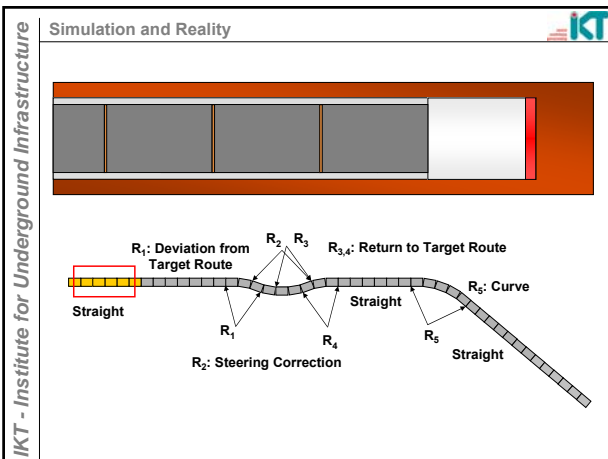 IKT - Institute for Underground Infrastructure
Simulation and Reality
iKT
R1: Deviation from
Target Route
R2
R3
R3,4: Return to Target Route
R5: Curve
Straight
R1
R2: Steering Correction
R4
Straight
R5
Straight